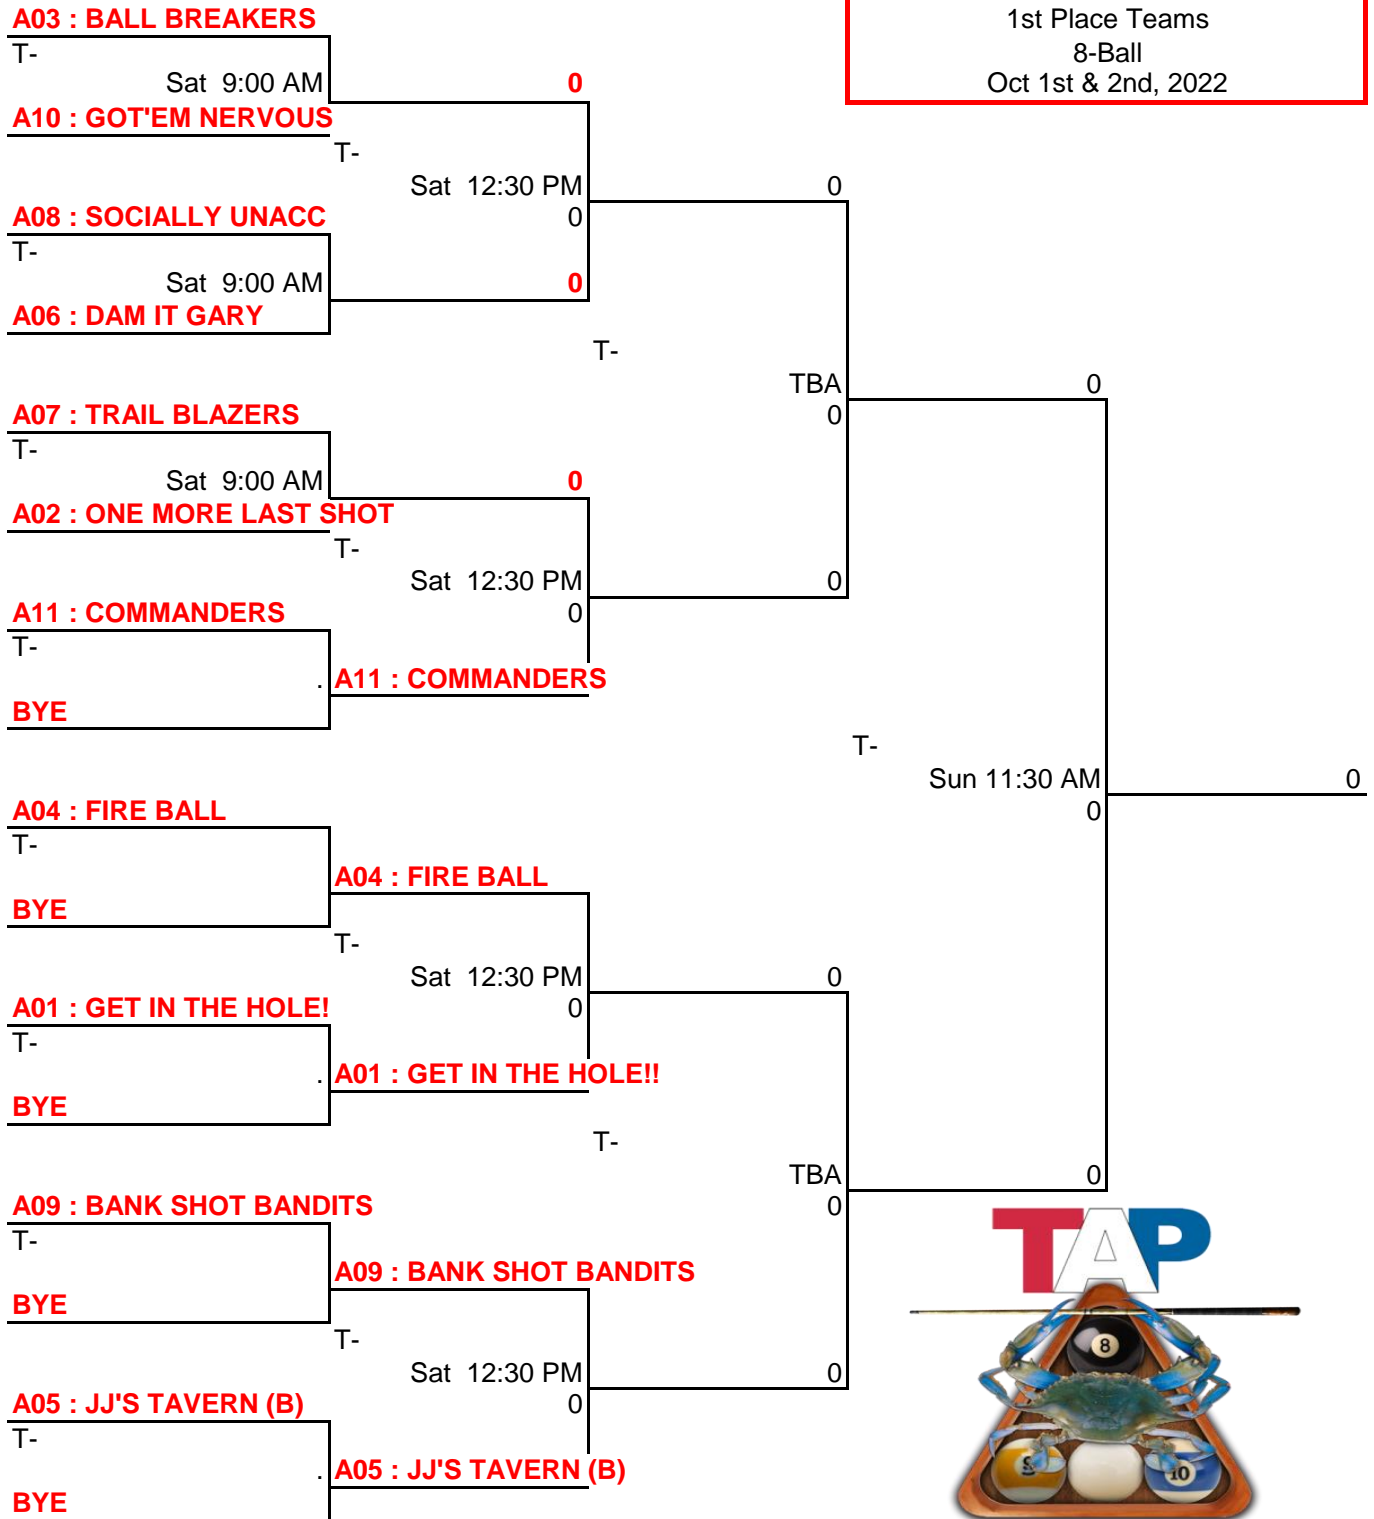 A03 : BALL BREAKERS
1st Place Teams
T-
8-Ball
Sat 9:00 AM
0
Oct 1st & 2nd, 2022
A10 : GOT'EM NERVOUS
T-
Sat 12:30 PM
0
A08 : SOCIALLY UNACC
0
T-
Sat 9:00 AM
0
A06 : DAM IT GARY
T-
TBA
0
A07 : TRAIL BLAZERS
0
T-
Sat 9:00 AM
0
A02 : ONE MORE LAST SHOT
T-
Sat 12:30 PM
0
A11 : COMMANDERS
0
T-
. A11 : COMMANDERS
BYE
T-
Sun 11:30 AM
0
A04 : FIRE BALL
0
T-
A04 : FIRE BALL
BYE
T-
Sat 12:30 PM
0
A01 : GET IN THE HOLE!
0
T-
. A01 : GET IN THE HOLE!!
BYE
T-
TBA
0
A09 : BANK SHOT BANDITS
0
T-
TAP
A09 : BANK SHOT BANDITS
BYE
T-
8
Sat 12:30 PM
0
A05 : JJ'S TAVERN (B)
0
T-
. A05 : JJ'S TAVERN (B)
9
10
BYE